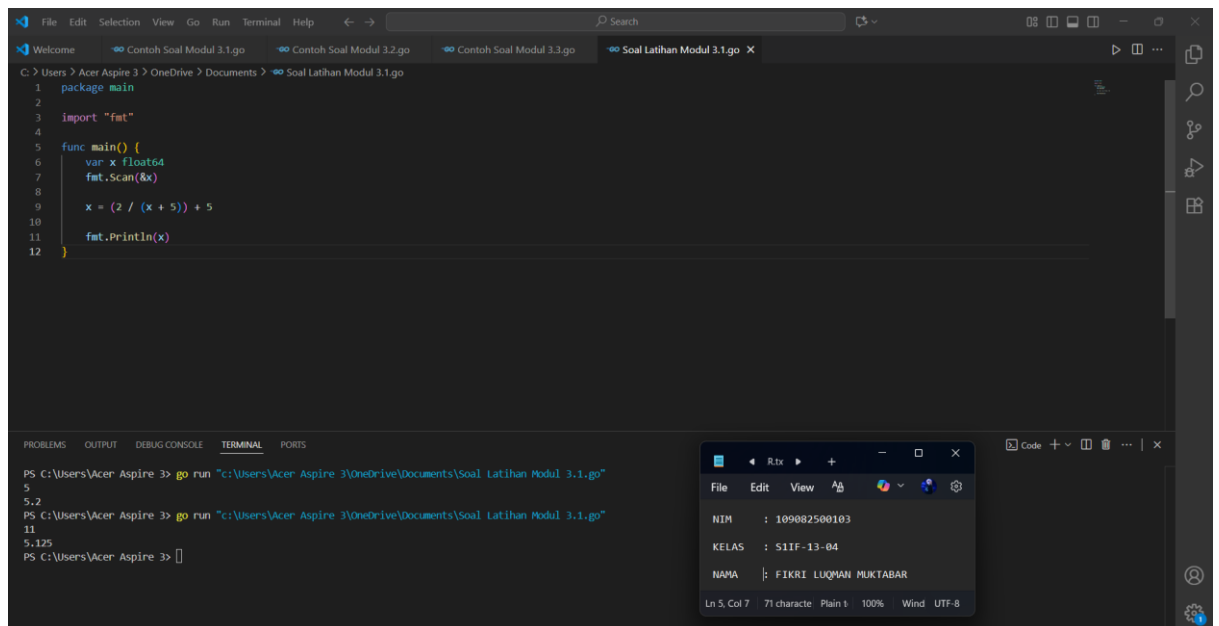 File Edit Selection View Go Run Terminal Help Search
Welcome Contoh Soal Modul 3.1.go Contoh Soal Modul 3.2.go Contoh Soal Modul 3.3.go Soal Latihan Modul 3.1.go
C: > Users > Acer Aspire 3 > OneDrive > Documents > Soal Latihan Modul 3.1.go
1 package main
2
3 import "fmt"
4
5 func main() {
6 var x float64
7 fmt.Scan(&x)
8
9 x = (2 / (x + 5)) + 5
10
11 fmt.Println(x)
12 }
PROBLEMS OUTPUT DEBUG CONSOLE TERMINAL PORTS Code
PS C:\Users\Acer Aspire 3> go run "c:\Users\Acer Aspire 3\OneDrive\Documents\Soal Latihan Modul 3.1.go"
5
5.2
PS C:\Users\Acer Aspire 3> go run "c:\Users\Acer Aspire 3\OneDrive\Documents\Soal Latihan Modul 3.1.go"
11
5.125
PS C:\Users\Acer Aspire 3>
R.tx
File Edit View
NIM : 109082500103
KELAS : S1IF-13-04
NAMA : FIKRI LUQMAN MUKTABAR
Ln 5, Col 7 71 characte Plain t 100% Wind UTF-8
1